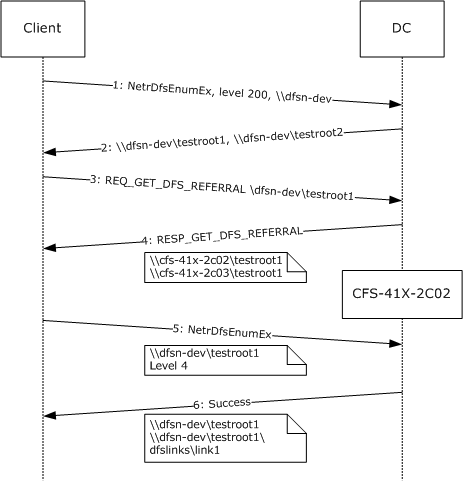 Client
DC
1: NetrDfsEnumEx, level 200, \\dfsn-dev
2: \\dfsn-dev\testroot1, \\dfsn-dev\testroot2
3: REQ_GET_DFS_REFERRAL \dfsn-dev\testroot1
4: RESP_GET_DFS_REFERRAL
\\cfs-41x-2c02\testroot1
\\cfs-41x-2c03\testroot1
CFS-41X-2C02
5: NetrDfsEnumEx
\\dfsn-dev\testroot1
Level 4
6: Success
\\dfsn-dev\testroot1
\\dfsn-dev\testroot1\
dfslinks\link1